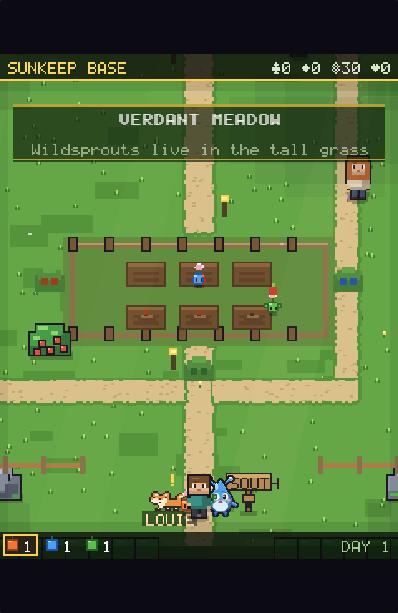 SUNKEEP BASE 0 0 30 0
VERDANT MEADOW
Wildsprouts live in the tall grass
LOUIE
1 1 1 DAY 1